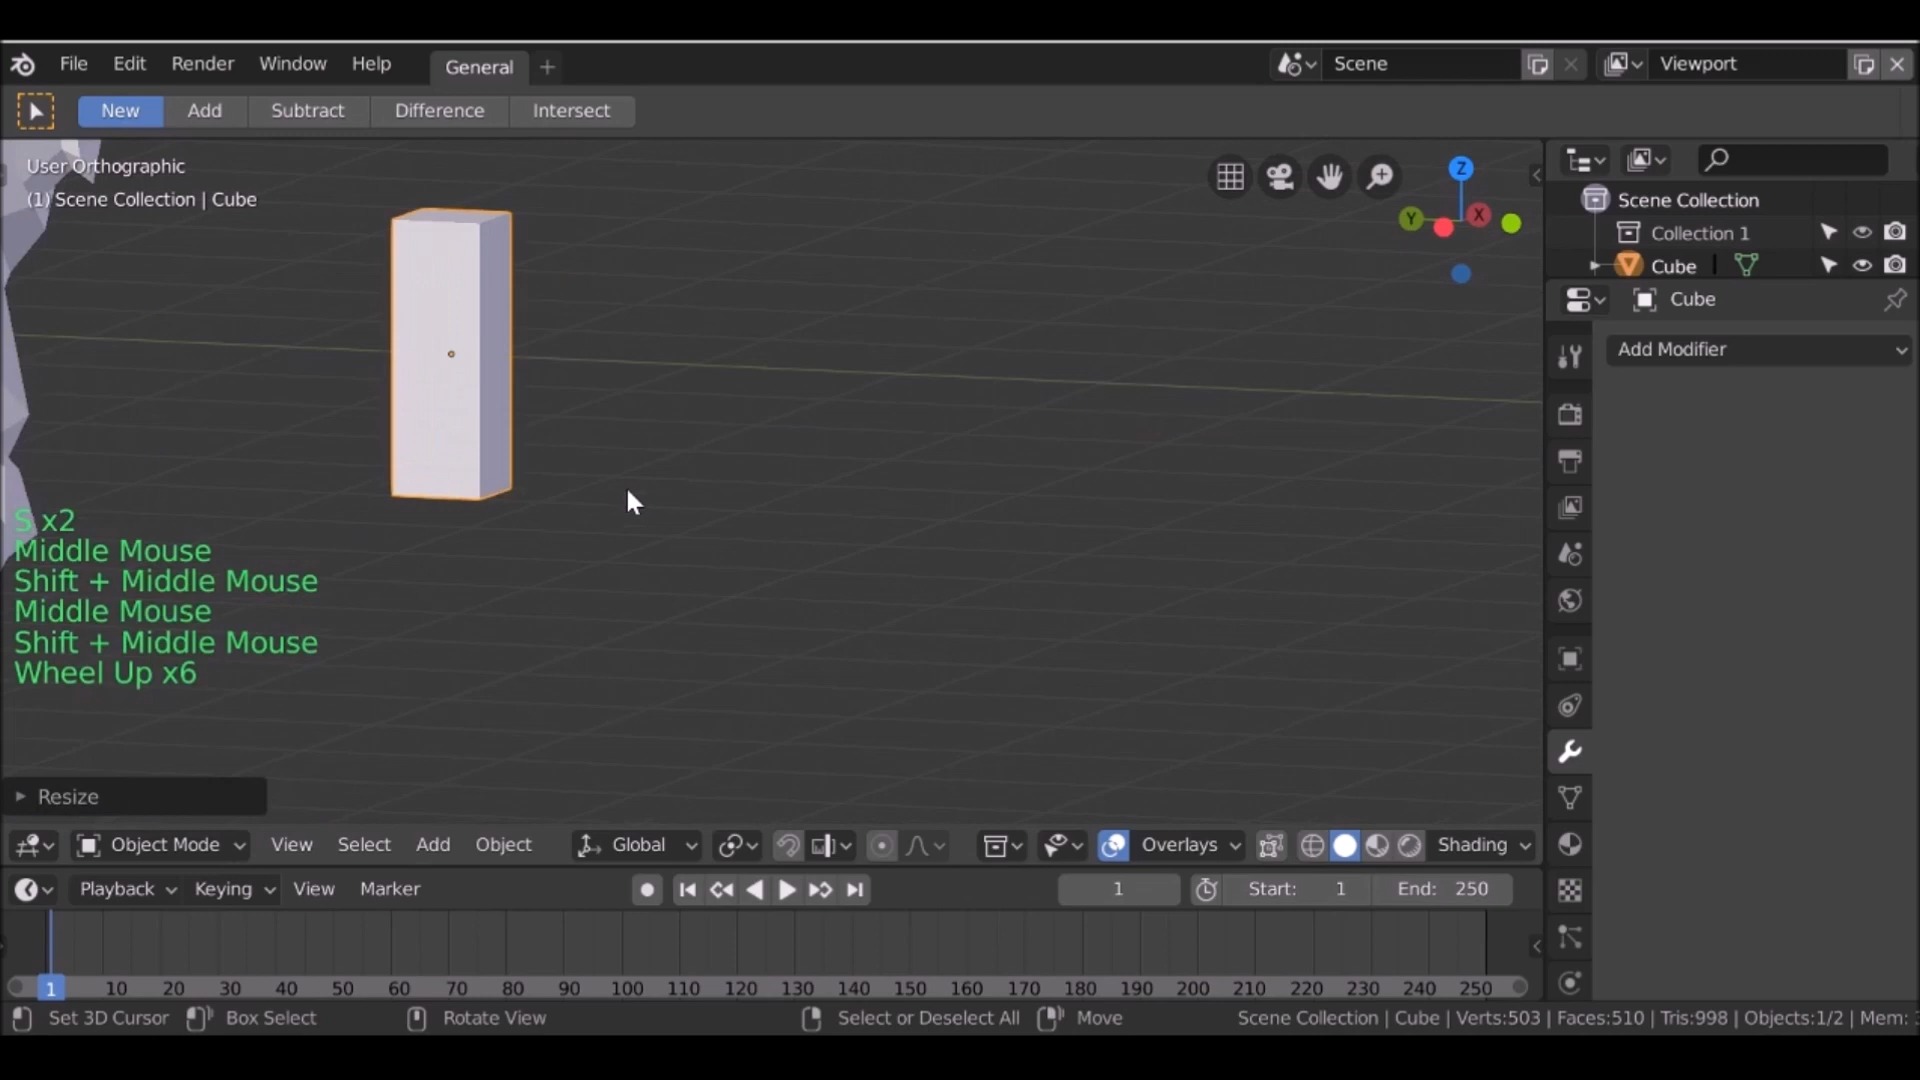 File Edit Render Window Help General + Scene Viewport
New Add Subtract Difference Intersect
User Orthographic
(1) Scene Collection | Cube
Z
Y X
Scene Collection
Collection 1
Cube
Cube
Add Modifier
S x2
Middle Mouse
Shift + Middle Mouse
Middle Mouse
Shift + Middle Mouse
Wheel Up x6
Resize
Object Mode View Select Add Object Global Overlays Shading
Playback Keying View Marker 1 Start: 1 End: 250
1 10 20 30 40 50 60 70 80 90 100 110 120 130 140 150 160 170 180 190 200 210 220 230 240 250
Set 3D Cursor Box Select Rotate View Select or Deselect All Move Scene Collection | Cube | Verts:503 | Faces:510 | Tris:998 | Objects:1/2 | Mem: